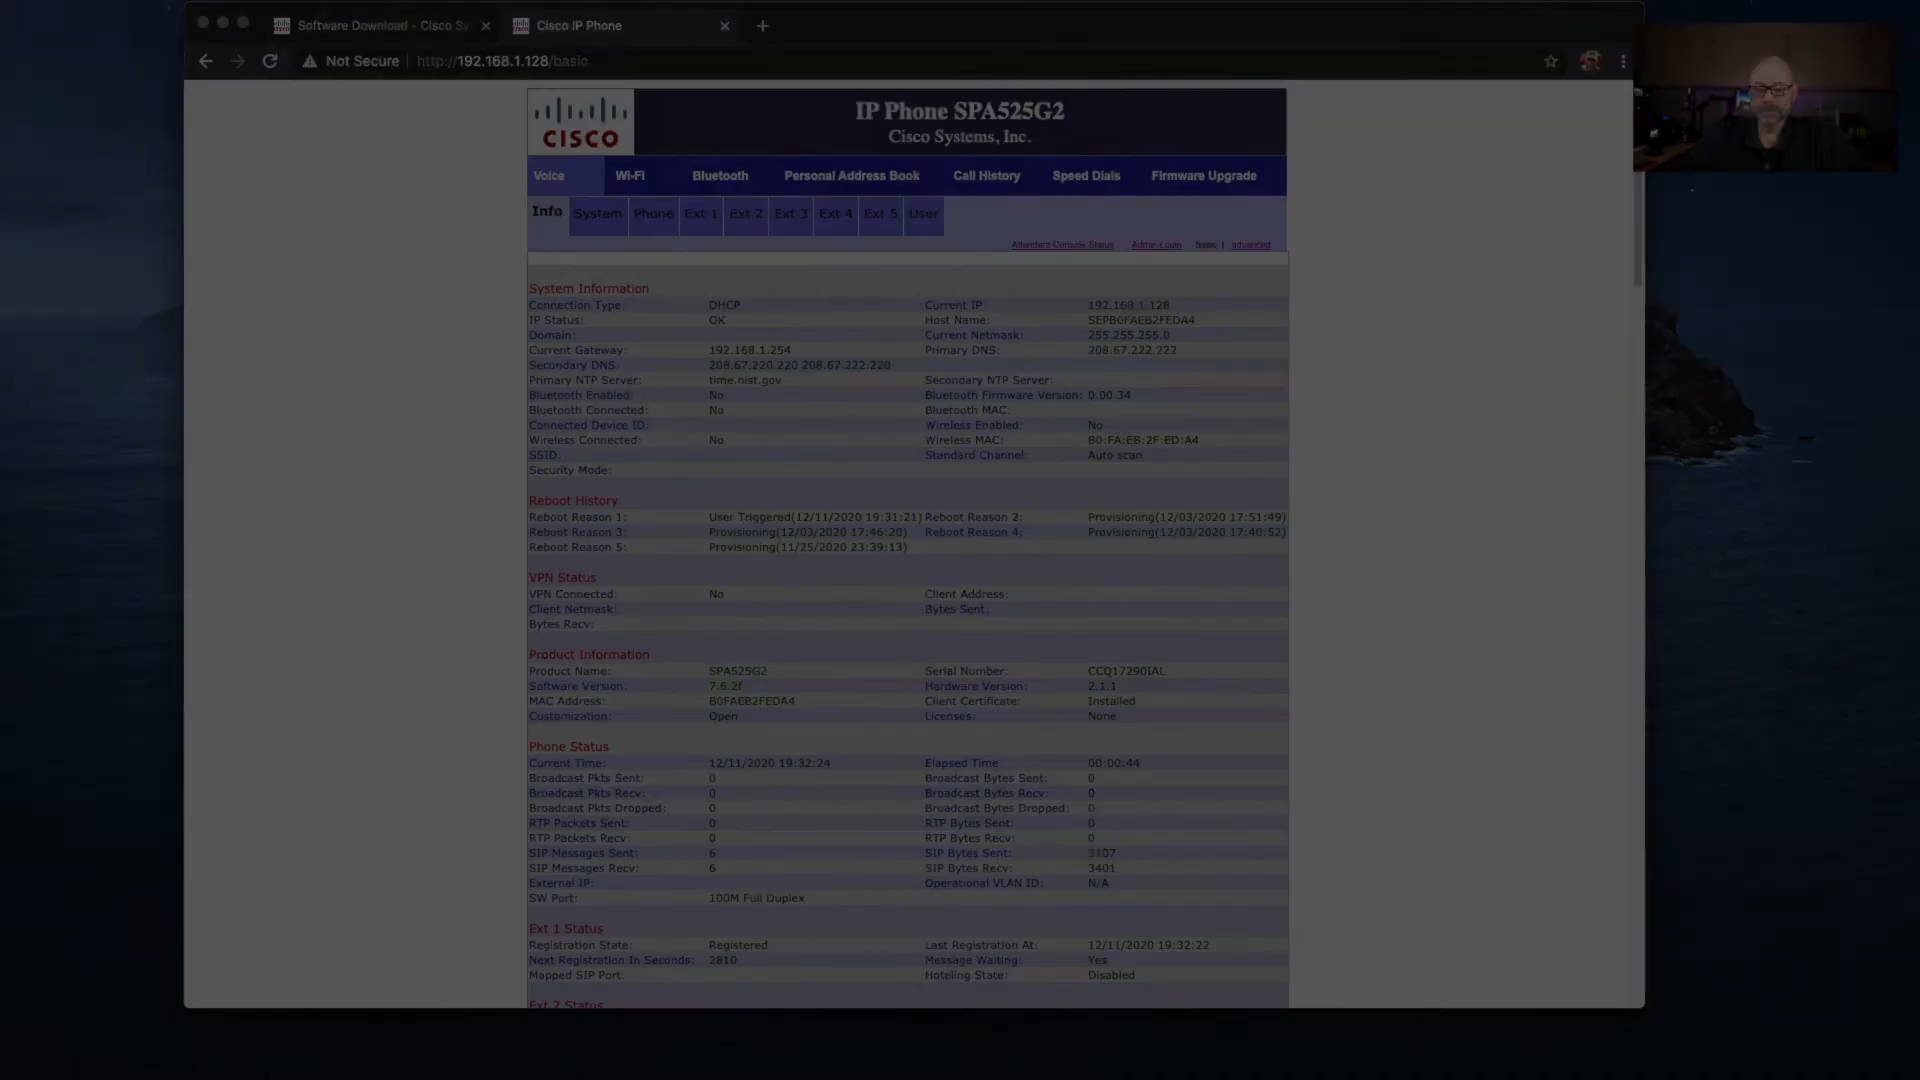 Software Download - Cisco Sy
Cisco IP Phone
Not Secure http://192.168.1.128/basic
CISCO
IP Phone SPA525G2
Cisco Systems, Inc.
Voice Wi-Fi Bluetooth Personal Address Book Call History Speed Dials Firmware Upgrade
Info System Phone Ext 1 Ext 2 Ext 3 Ext 4 Ext 5 User
Attendant Console Status Admin Login basic | advanced
System Information
Connection Type: DHCP Current IP: 192.168.1.128
IP Status: OK Host Name: SEPB0FAEB2FEDA4
Domain: Current Netmask: 255.255.255.0
Current Gateway: 192.168.1.254 Primary DNS: 208.67.222.222
Secondary DNS: 208.67.220.220 208.67.222.220
Primary NTP Server: time.nist.gov Secondary NTP Server:
Bluetooth Enabled: No Bluetooth Firmware Version: 0.00.34
Bluetooth Connected: No Bluetooth MAC:
Connected Device ID: Wireless Enabled: No
Wireless Connected: No Wireless MAC: B0:FA:EB:2F:ED:A4
SSID: Standard Channel: Auto scan
Security Mode:
Reboot History
Reboot Reason 1: User Triggered(12/11/2020 19:31:21) Reboot Reason 2: Provisioning(12/03/2020 17:51:49)
Reboot Reason 3: Provisioning(12/03/2020 17:46:20) Reboot Reason 4: Provisioning(12/03/2020 17:40:52)
Reboot Reason 5: Provisioning(11/25/2020 23:39:13)
VPN Status
VPN Connected: No Client Address:
Client Netmask: Bytes Sent:
Bytes Recv:
Product Information
Product Name: SPA525G2 Serial Number: CCQ17290IAL
Software Version: 7.6.2f Hardware Version: 2.1.1
MAC Address: B0FAEB2FEDA4 Client Certificate: Installed
Customization: Open Licenses: None
Phone Status
Current Time: 12/11/2020 19:32:24 Elapsed Time: 00:00:44
Broadcast Pkts Sent: 0 Broadcast Bytes Sent: 0
Broadcast Pkts Recv: 0 Broadcast Bytes Recv: 0
Broadcast Pkts Dropped: 0 Broadcast Bytes Dropped: 0
RTP Packets Sent: 0 RTP Bytes Sent: 0
RTP Packets Recv: 0 RTP Bytes Recv: 0
SIP Messages Sent: 6 SIP Bytes Sent: 3107
SIP Messages Recv: 6 SIP Bytes Recv: 3401
External IP: Operational VLAN ID: N/A
SW Port: 100M Full Duplex
Ext 1 Status
Registration State: Registered Last Registration At: 12/11/2020 19:32:22
Next Registration In Seconds: 2810 Message Waiting: Yes
Mapped SIP Port: Hoteling State: Disabled
Ext 2 Status